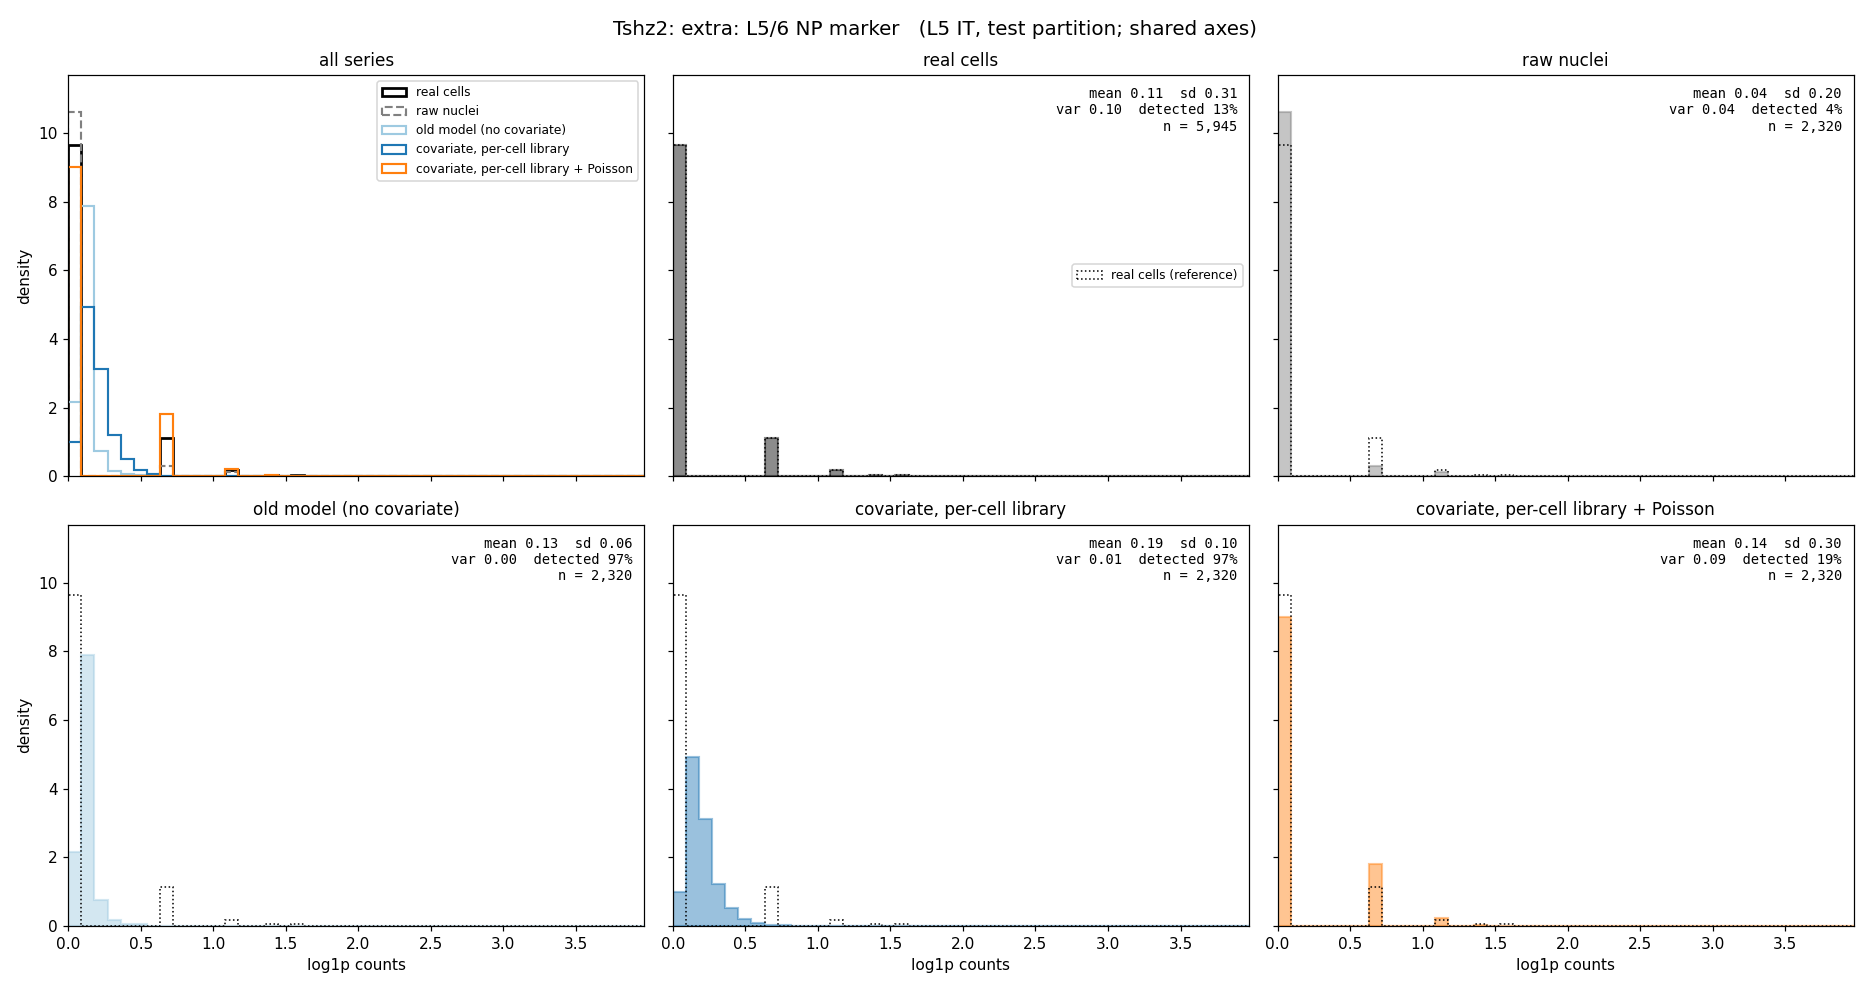 Tshz2: extra: L5/6 NP marker (L5 IT, test partition; shared axes)
all series
real cells
raw nuclei
old model (no covariate)
covariate, per-cell library
covariate, per-cell library + Poisson
density
10
8
6
4
2
0
real cells
mean 0.11 sd 0.31
var 0.10 detected 13%
n = 5,945
real cells (reference)
raw nuclei
mean 0.04 sd 0.20
var 0.04 detected 4%
n = 2,320
old model (no covariate)
mean 0.13 sd 0.06
var 0.00 detected 97%
n = 2,320
density
10
8
6
4
2
0
0.0 0.5 1.0 1.5 2.0 2.5 3.0 3.5
log1p counts
covariate, per-cell library
mean 0.19 sd 0.10
var 0.01 detected 97%
n = 2,320
0.0 0.5 1.0 1.5 2.0 2.5 3.0 3.5
log1p counts
covariate, per-cell library + Poisson
mean 0.14 sd 0.30
var 0.09 detected 19%
n = 2,320
0.0 0.5 1.0 1.5 2.0 2.5 3.0 3.5
log1p counts